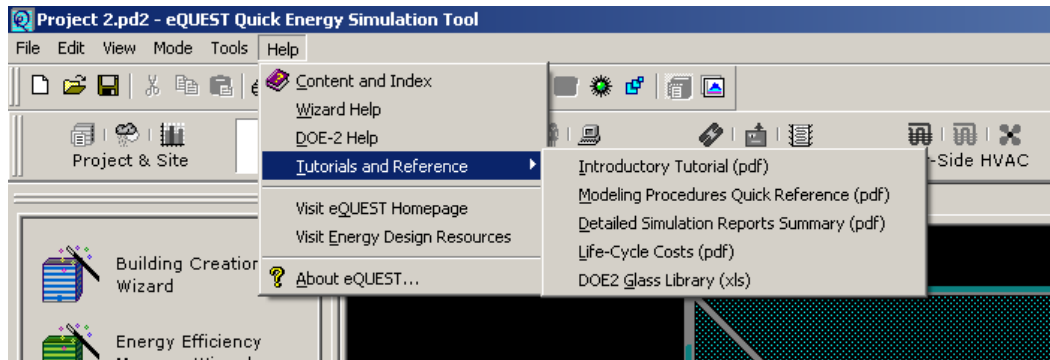 Project 2.pd2 - eQUEST Quick Energy Simulation Tool
File Edit View Mode Tools Help
Content and Index
Wizard Help
DOE-2 Help
Tutorials and Reference
Visit eQUEST Homepage
Visit Energy Design Resources
About eQUEST...
Introductory Tutorial (pdf)
Modeling Procedures Quick Reference (pdf)
Detailed Simulation Reports Summary (pdf)
Life-Cycle Costs (pdf)
DOE2 Glass Library (xls)
Project & Site
-Side HVAC
Building Creation
Wizard
Energy Efficiency